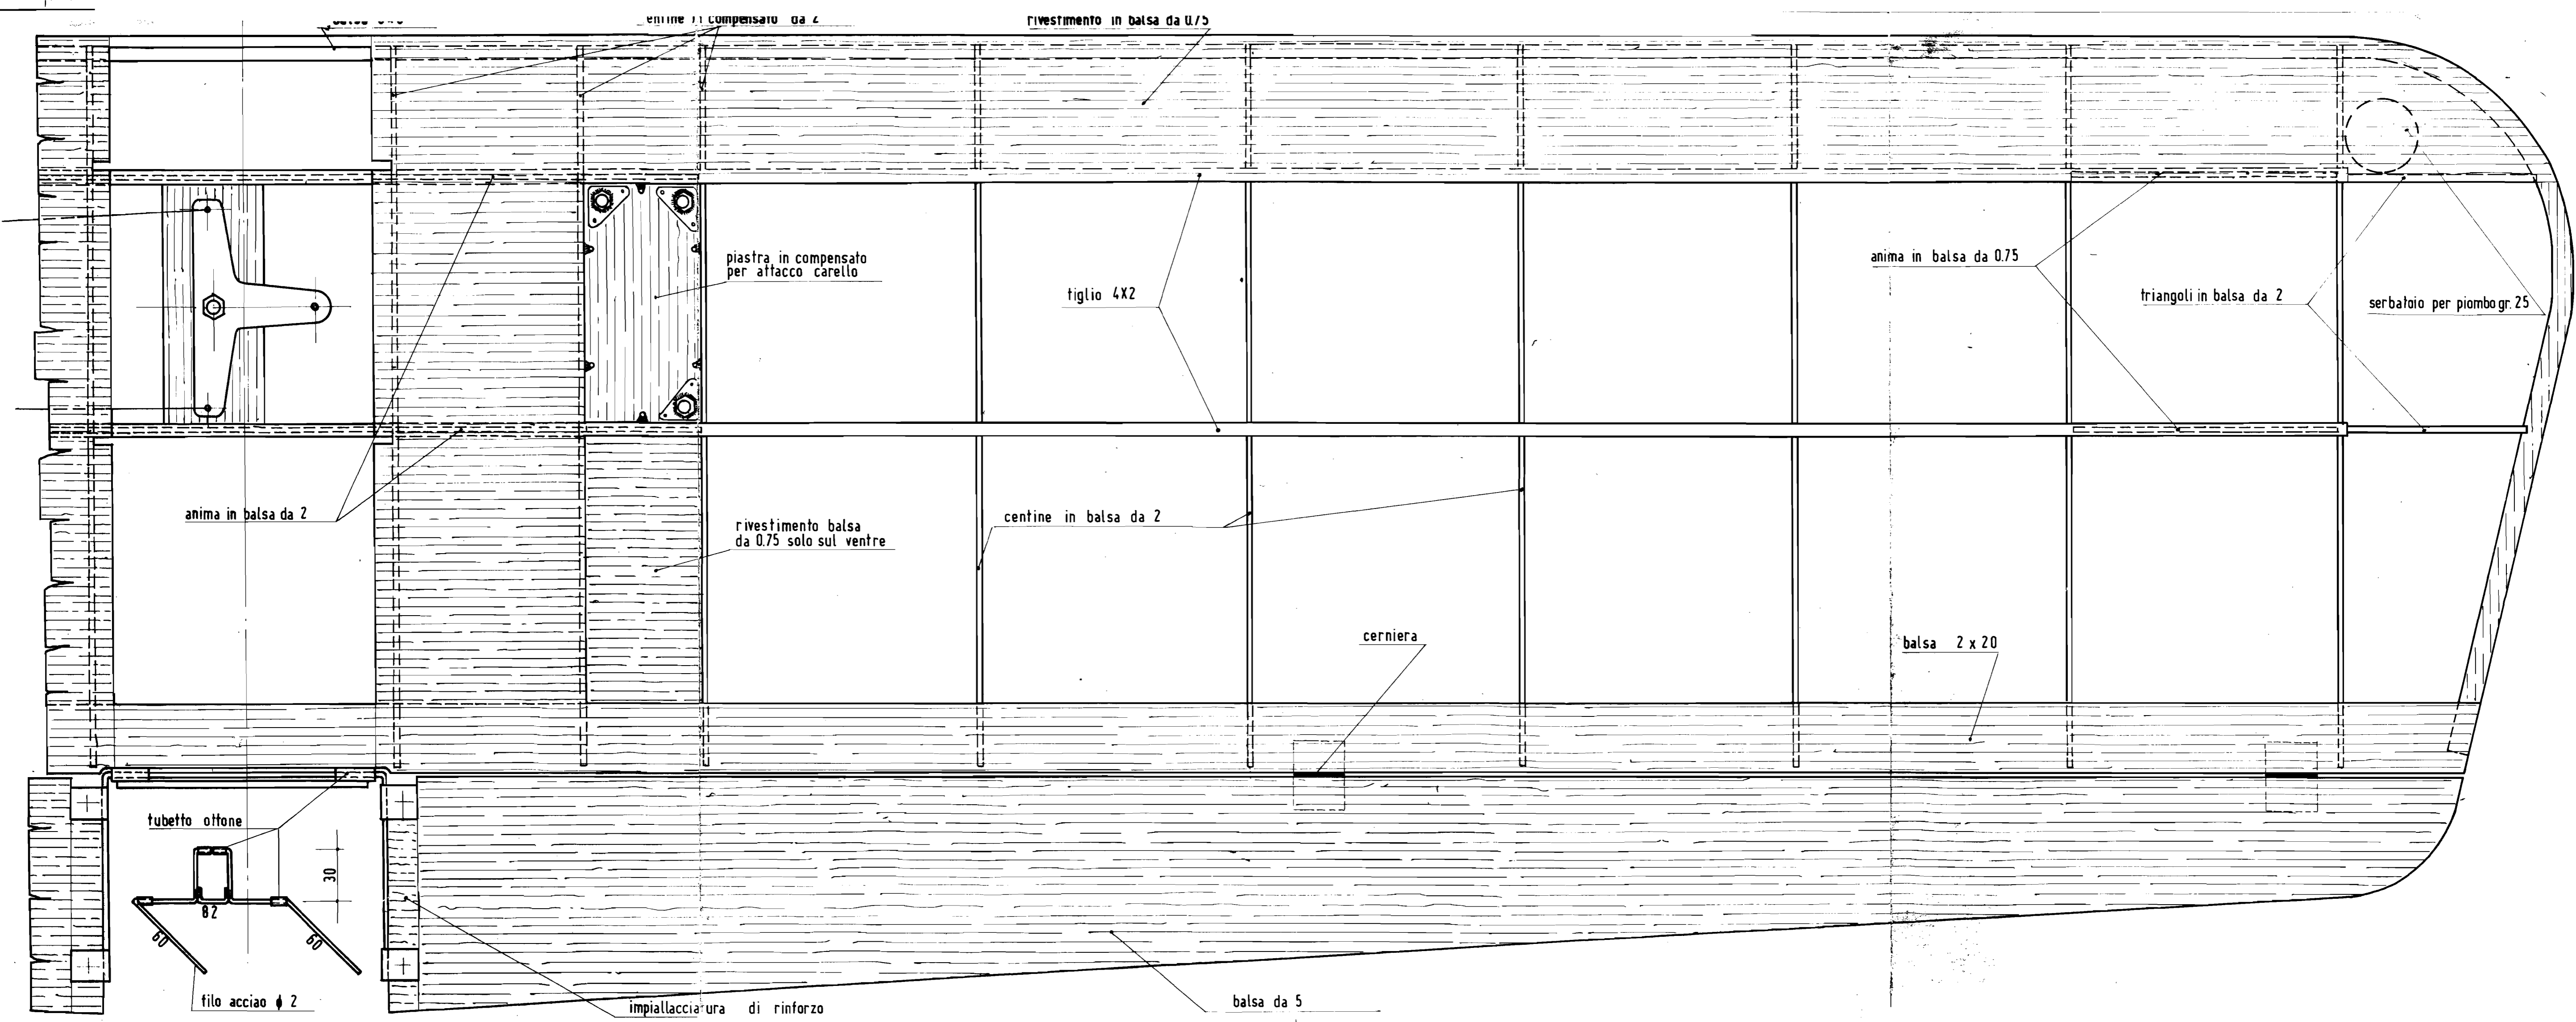 compensato da 2
rivestimento in balsa da 0.75
piastra in compensato
per attacco carello
tiglio 4X2
anima in balsa da 0.75
triangoli in balsa da 2
serbatoio per piombo gr. 25
anima in balsa da 2
rivestimento balsa
da 0.75 solo sul ventre
centine in balsa da 2
cerniera
balsa 2 x 20
tubetto ottone
30
82
60
60
filo acciao ϕ 2
impiallacciatura di rinforzo
balsa da 5